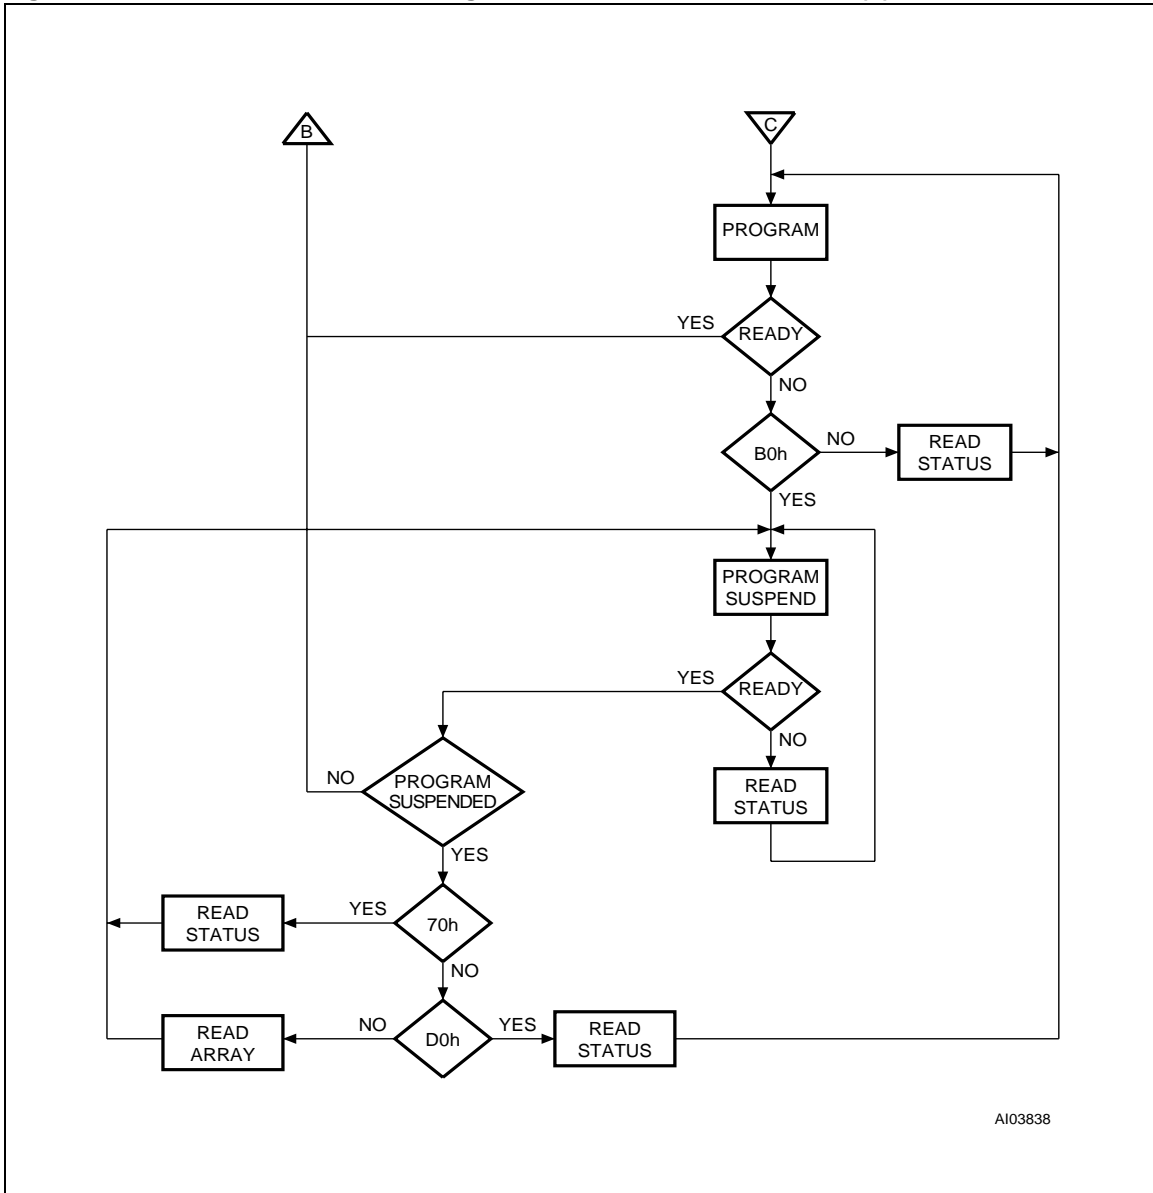 B
C
PROGRAM
YES
READY
NO
B0h
NO
READ
STATUS
YES
PROGRAM
SUSPEND
YES
READY
NO
NO
PROGRAM
SUSPENDED
READ
STATUS
YES
READ
STATUS
YES
70h
NO
READ
ARRAY
NO
D0h
YES
READ
STATUS
AI03838